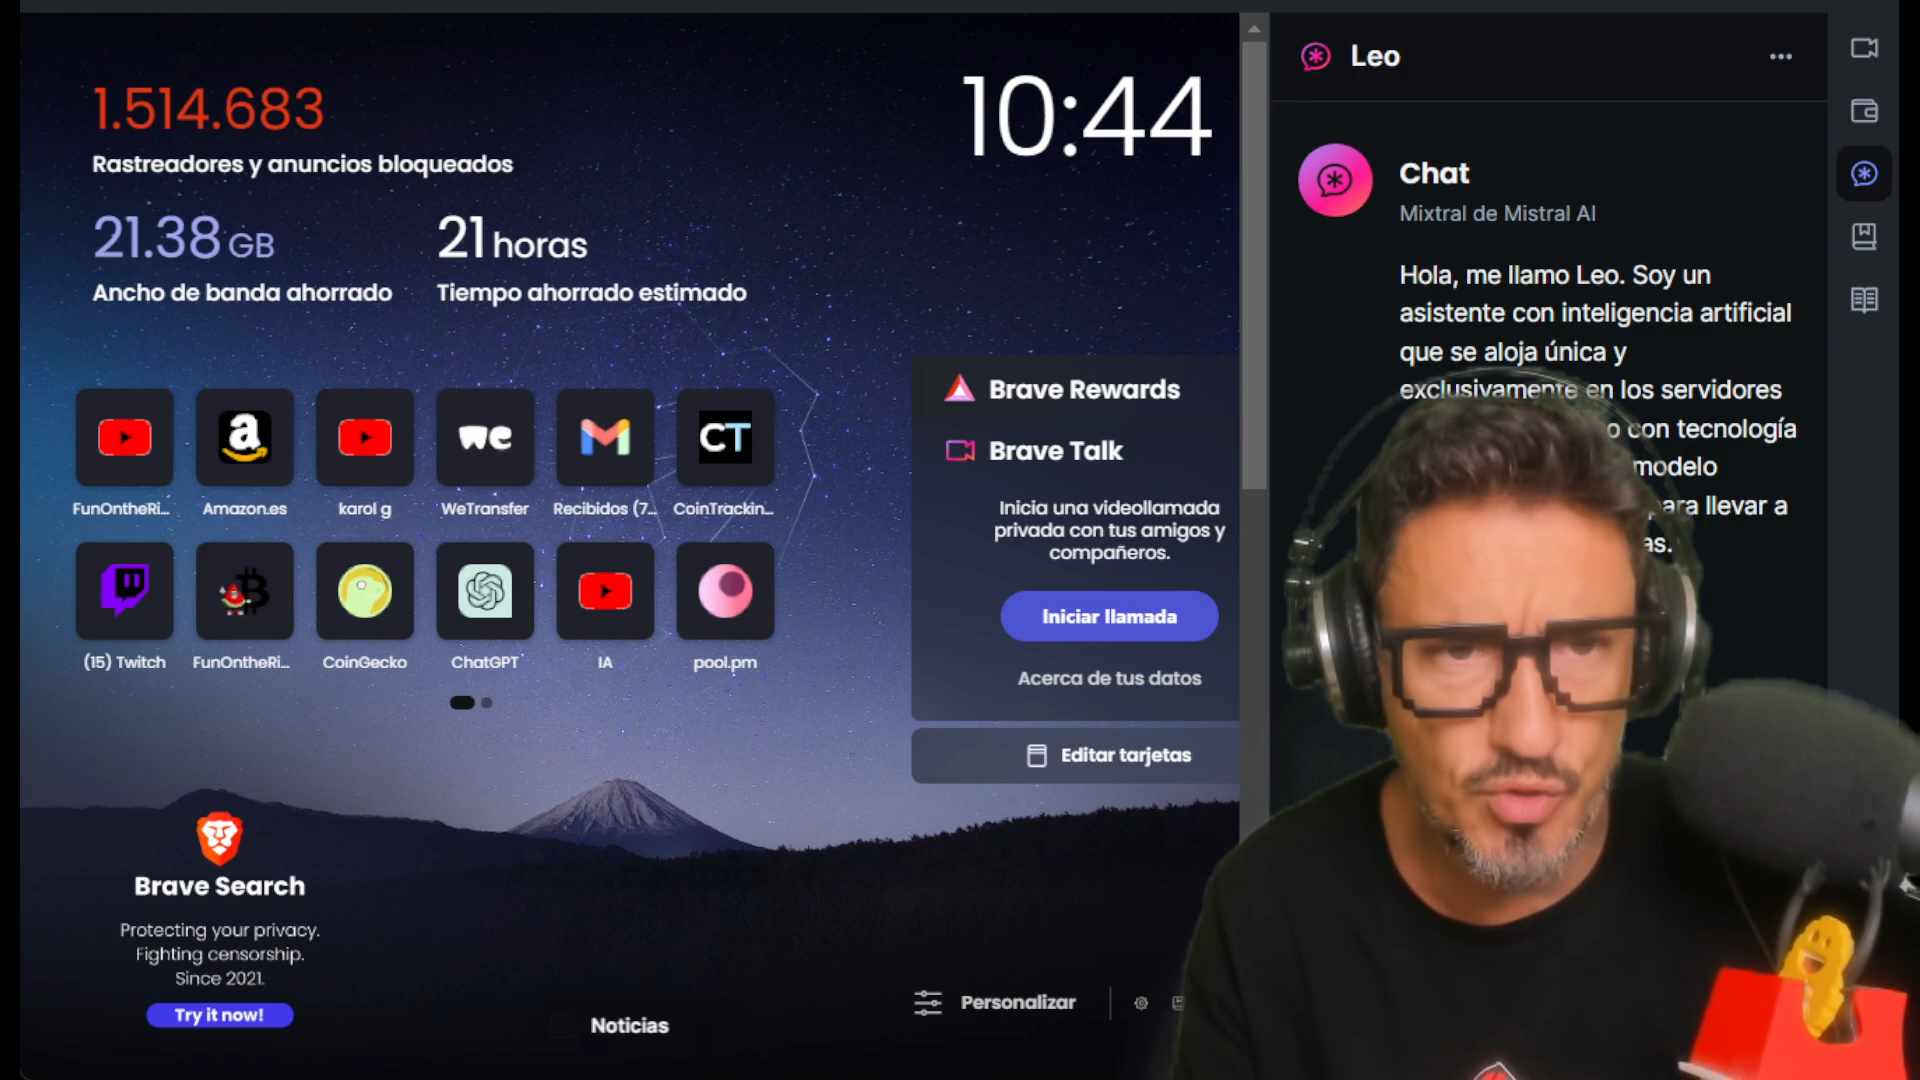 1.514.683
Rastreadores y anuncios bloqueados
21.38 GB
Ancho de banda ahorrado
21 horas
Tiempo ahorrado estimado
10:44
FunOntheRi...
Amazon.es
karol g
WeTransfer
Recibidos (7...
CoinTrackin...
(15) Twitch
FunOntheRi...
CoinGecko
ChatGPT
IA
pool.pm
a
we
CT
Brave Rewards
Brave Talk
Inicia una videollamada
privada con tus amigos y
compañeros.
Iniciar llamada
Acerca de tus datos
Editar tarjetas
Brave Search
Protecting your privacy.
Fighting censorship.
Since 2021.
Try it now!
Noticias
Personalizar
Leo
Chat
Mixtral de Mistral AI
Hola, me llamo Leo. Soy un
asistente con inteligencia artificial
que se aloja única y
exclusivamente en los servidores
con tecnología
modelo
para llevar a